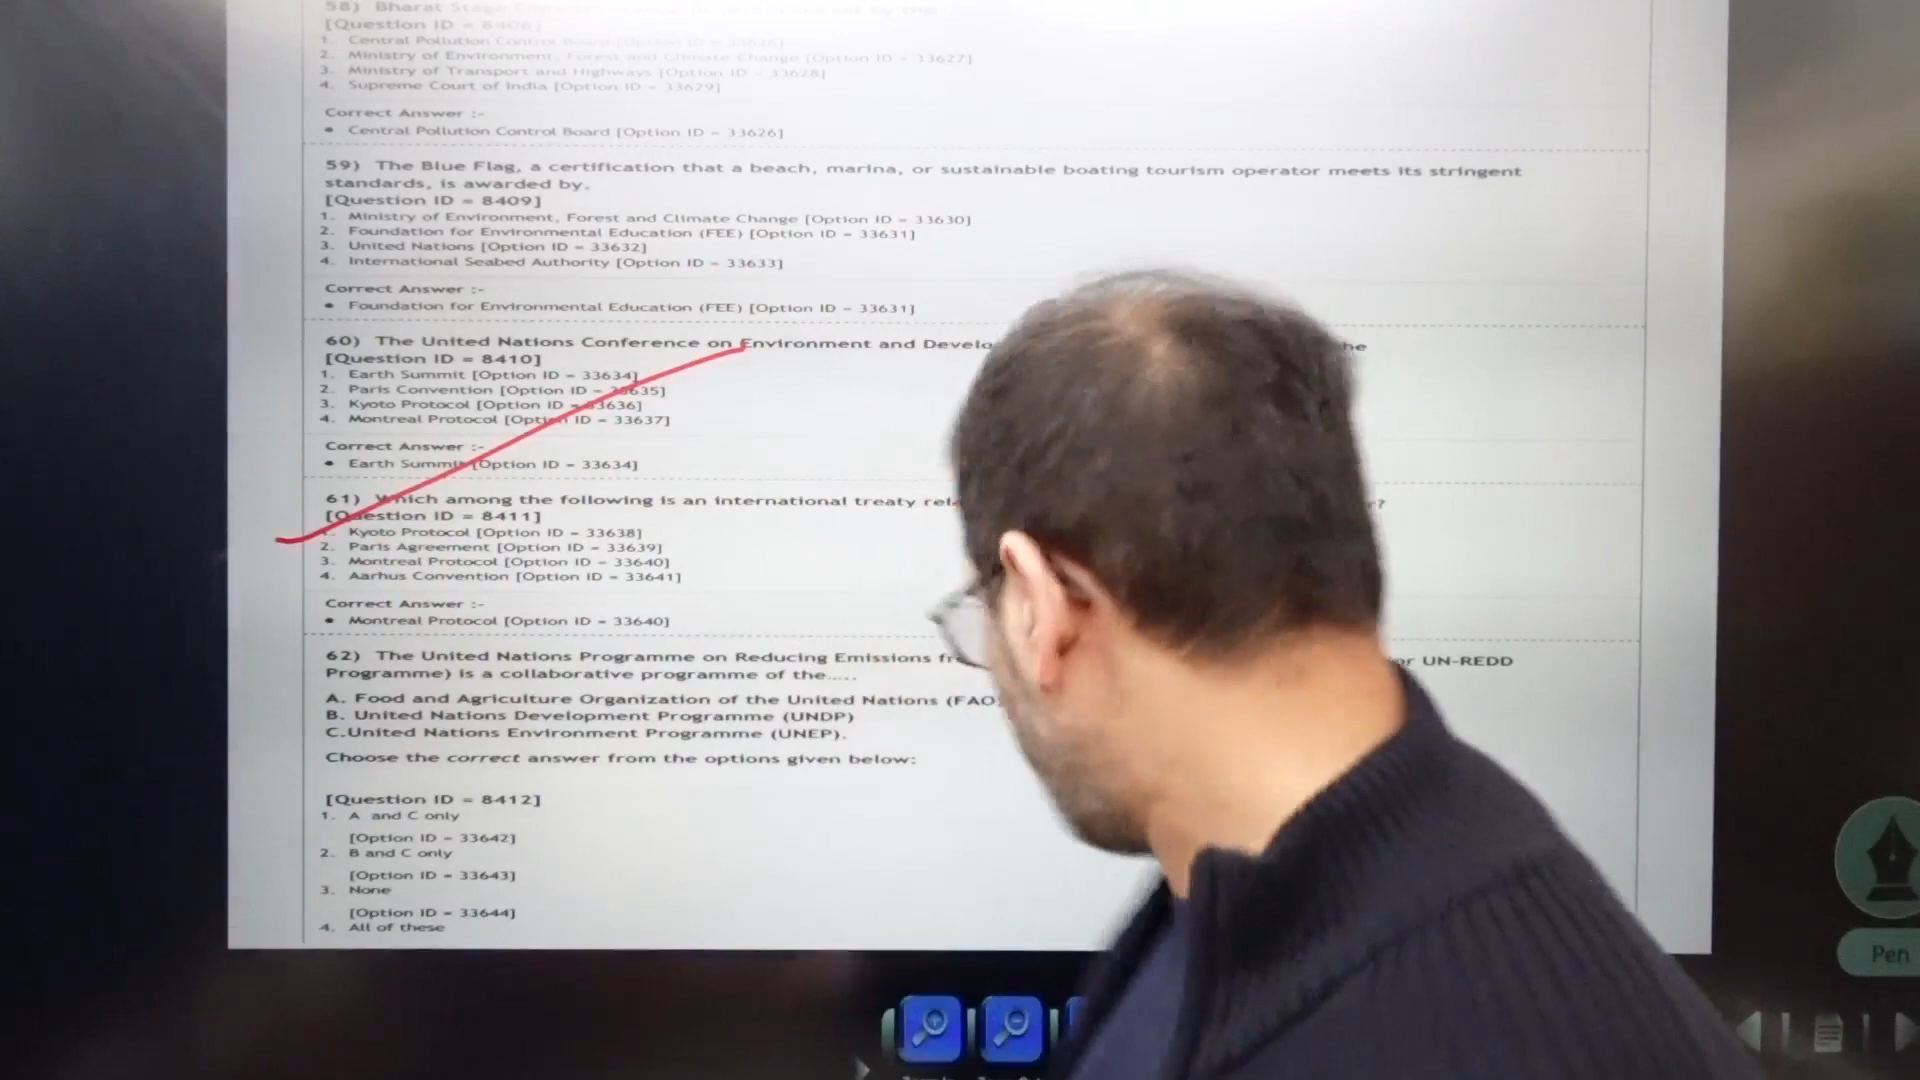 58) Bharat Stage by the
[Question ID = 8408]
1. Central Pollution Control Board [Option ID = 33626]
2. Ministry of Environment, Forest and Climate Change [Option ID = 33627]
3. Ministry of Transport and Highways [Option ID = 33628]
4. Supreme Court of India [Option ID = 33629]
Correct Answer :-
• Central Pollution Control Board [Option ID = 33626]
59) The Blue Flag, a certification that a beach, marina, or sustainable boating tourism operator meets its stringent
standards, is awarded by.
[Question ID = 8409]
1. Ministry of Environment, Forest and Climate Change [Option ID = 33630]
2. Foundation for Environmental Education (FEE) [Option ID = 33631]
3. United Nations [Option ID = 33632]
4. International Seabed Authority [Option ID = 33633]
Correct Answer :-
• Foundation for Environmental Education (FEE) [Option ID = 33631]
60) The United Nations Conference on Environment and Develo he
[Question ID = 8410]
1. Earth Summit [Option ID = 33634]
2. Paris Convention [Option ID = 33635]
3. Kyoto Protocol [Option ID = 33636]
4. Montreal Protocol [Option ID = 33637]
Correct Answer :-
• Earth Summit [Option ID = 33634]
61) Which among the following is an international treaty rel r?
[Question ID = 8411]
1. Kyoto Protocol [Option ID = 33638]
2. Paris Agreement [Option ID = 33639]
3. Montreal Protocol [Option ID = 33640]
4. Aarhus Convention [Option ID = 33641]
Correct Answer :-
• Montreal Protocol [Option ID = 33640]
62) The United Nations Programme on Reducing Emissions fr or UN-REDD
Programme) is a collaborative programme of the.....
A. Food and Agriculture Organization of the United Nations (FAO)
B. United Nations Development Programme (UNDP)
C.United Nations Environment Programme (UNEP).
Choose the correct answer from the options given below:
[Question ID = 8412]
1. A and C only
[Option ID = 33642]
2. B and C only
[Option ID = 33643]
3. None
[Option ID = 33644]
4. All of these
Pen